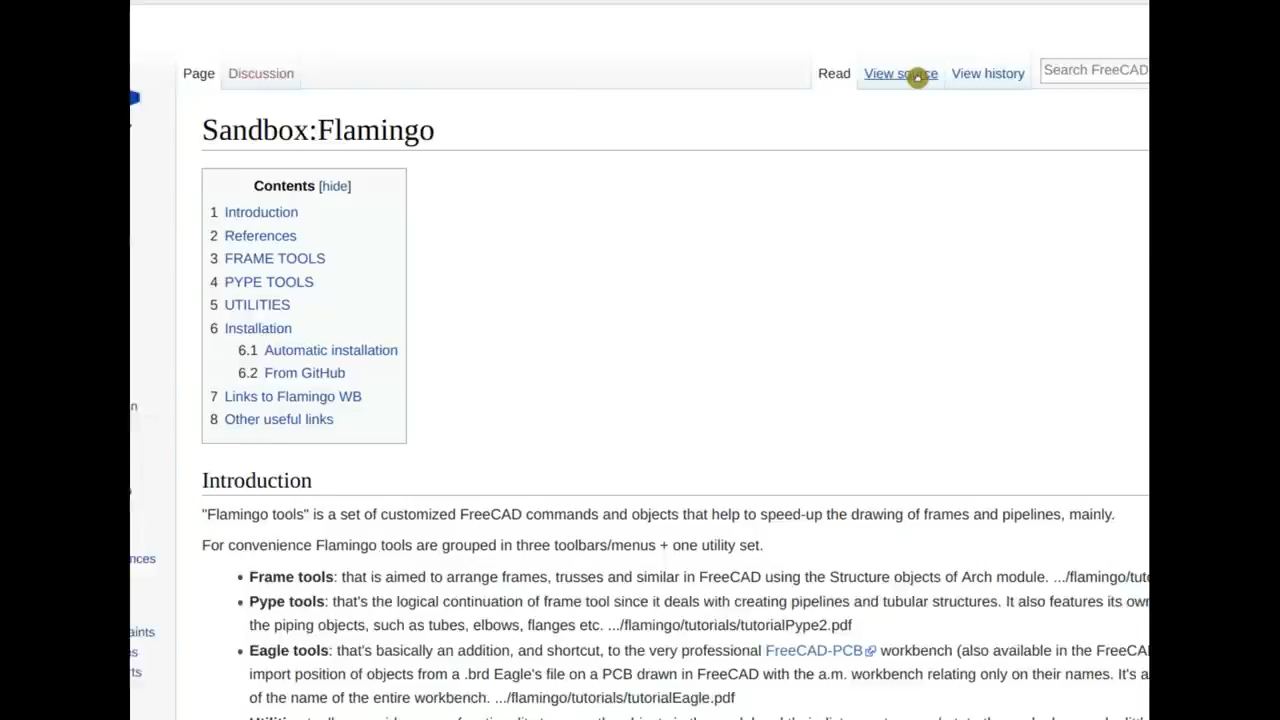 Page Discussion Read View source View history Search FreeCAD
Sandbox:Flamingo
Contents [hide]
1 Introduction
2 References
3 FRAME TOOLS
4 PYPE TOOLS
5 UTILITIES
6 Installation
6.1 Automatic installation
6.2 From GitHub
7 Links to Flamingo WB
8 Other useful links
Introduction
"Flamingo tools" is a set of customized FreeCAD commands and objects that help to speed-up the drawing of frames and pipelines, mainly.
For convenience Flamingo tools are grouped in three toolbars/menus + one utility set.
• Frame tools: that is aimed to arrange frames, trusses and similar in FreeCAD using the Structure objects of Arch module. .../flamingo/tuto
• Pype tools: that's the logical continuation of frame tool since it deals with creating pipelines and tubular structures. It also features its own
the piping objects, such as tubes, elbows, flanges etc. .../flamingo/tutorials/tutorialPype2.pdf
• Eagle tools: that's basically an addition, and shortcut, to the very professional FreeCAD-PCB workbench (also available in the FreeCA
import position of objects from a .brd Eagle's file on a PCB drawn in FreeCAD with the a.m. workbench relating only on their names. It's a
of the name of the entire workbench. .../flamingo/tutorials/tutorialEagle.pdf